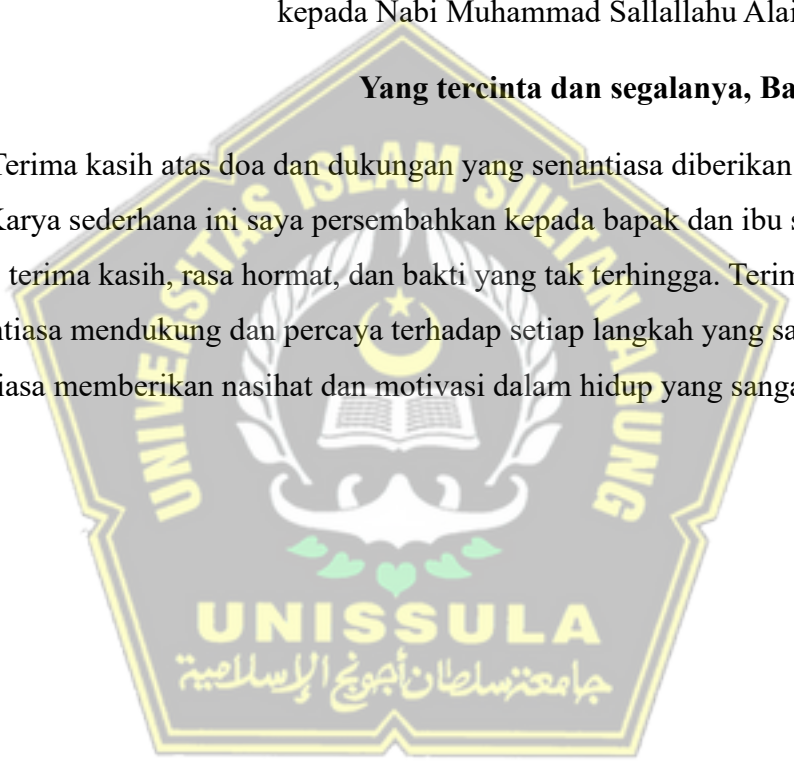 kepada Nabi Muhammad Sallallahu Alai
Yang tercinta dan segalanya, Ba
Terima kasih atas doa dan dukungan yang senantiasa diberikan
Karya sederhana ini saya persembahkan kepada bapak dan ibu s
terima kasih, rasa hormat, dan bakti yang tak terhingga. Terim
ntiasa mendukung dan percaya terhadap setiap langkah yang sa
iasa memberikan nasihat dan motivasi dalam hidup yang sanga
UNIVERSITAS ISLAM SULTAN AGUNG
UNISSULA
جامعة سلطان أجونج الإسلامية